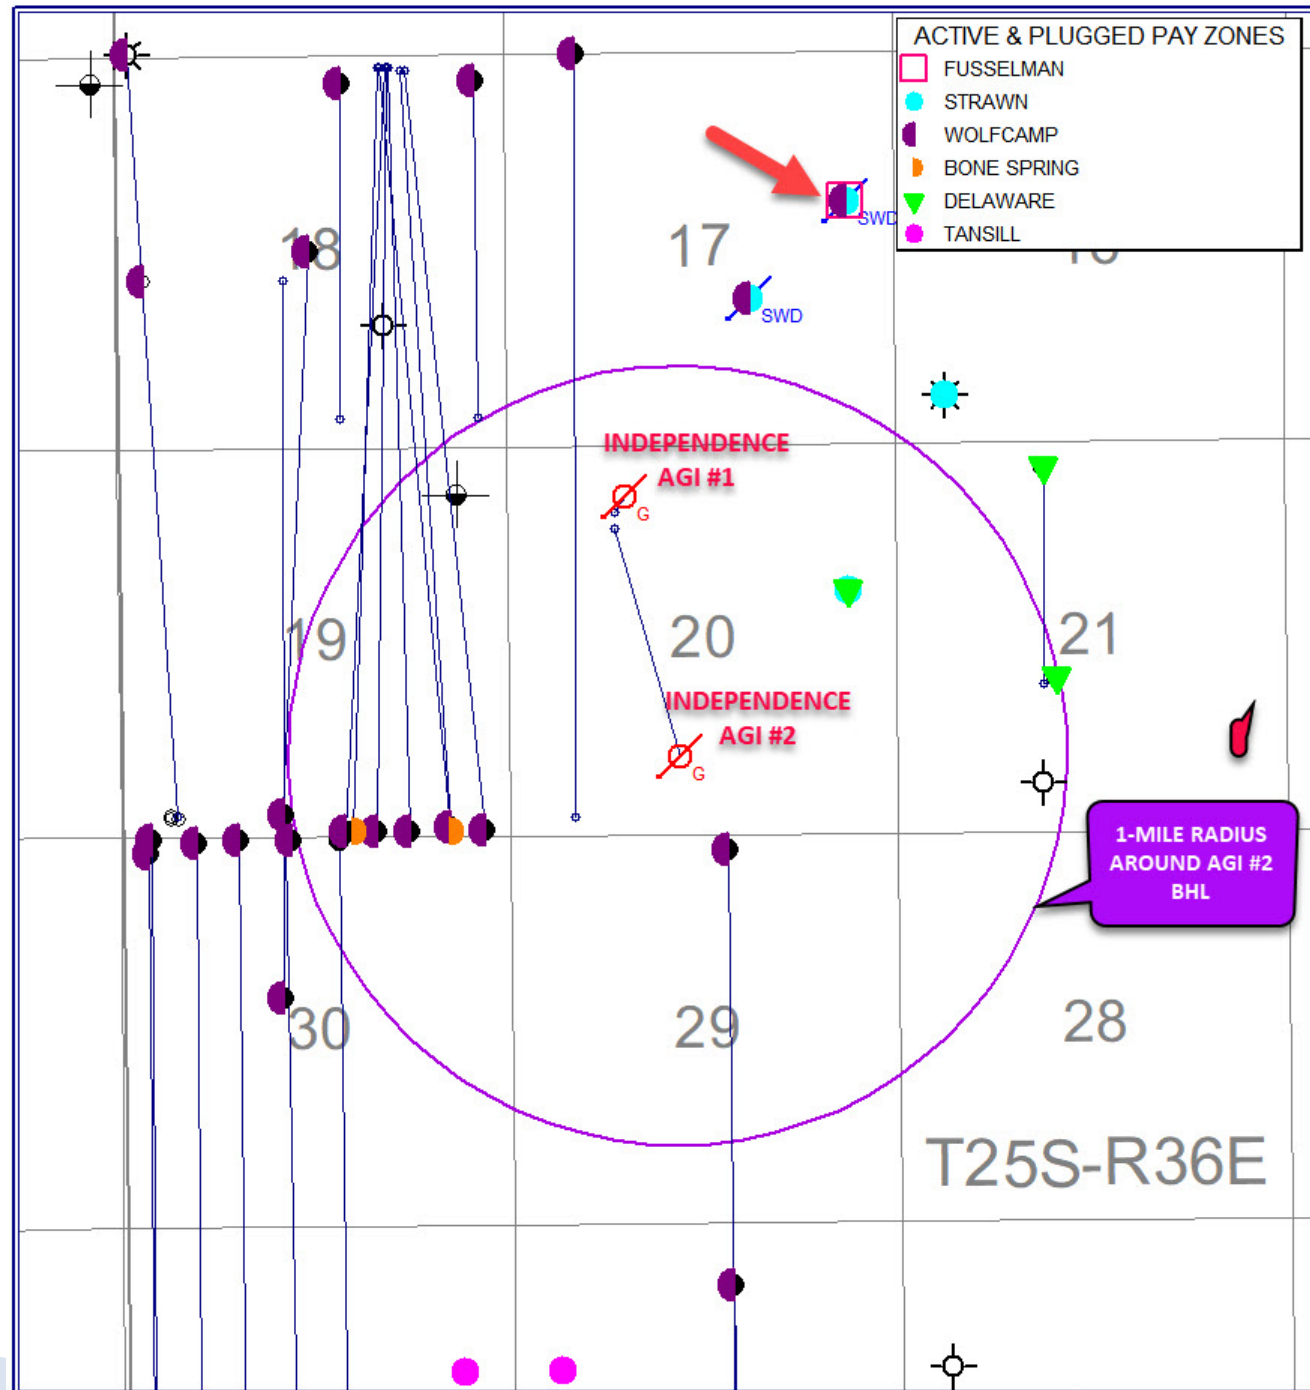 ACTIVE & PLUGGED PAY ZONES
FUSSELMAN
STRAWN
WOLFCAMP
BONE SPRING
DELAWARE
TANSILL
SWD
18
17
SWD
INDEPENDENCE
AGI #1
G
19
20
21
INDEPENDENCE
AGI #2
G
1-MILE RADIUS
AROUND AGI #2
BHL
30
29
28
T25S-R36E